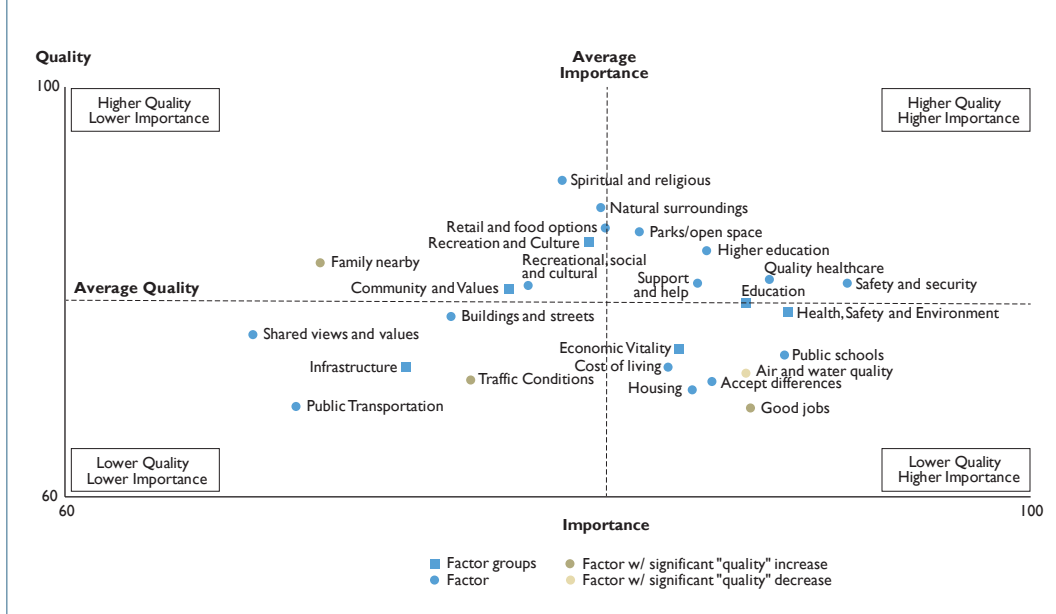 Quality
Average
Importance
100
Higher Quality
Lower Importance
Higher Quality
Higher Importance
Spiritual and religious
Natural surroundings
Retail and food options
Parks/open space
Recreation and Culture
Higher education
Family nearby
Recreational, social
and cultural
Quality healthcare
Support
and help
Safety and security
Community and Values
Average Quality
Education
Health, Safety and Environment
Buildings and streets
Shared views and values
Economic Vitality
Public schools
Infrastructure
Cost of living
Air and water quality
Traffic Conditions
Accept differences
Housing
Public Transportation
Good jobs
Lower Quality
Lower Importance
Lower Quality
Higher Importance
60
60
100
Importance
Factor groups
Factor w/ significant "quality" increase
Factor
Factor w/ significant "quality" decrease